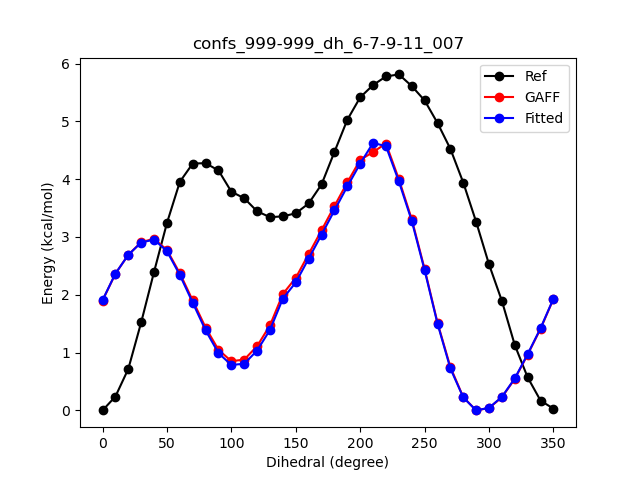 confs_999-999_dh_6-7-9-11_007
Ref
GAFF
Fitted
Energy (kcal/mol)
6
5
4
3
2
1
0
0 50 100 150 200 250 300 350
Dihedral (degree)